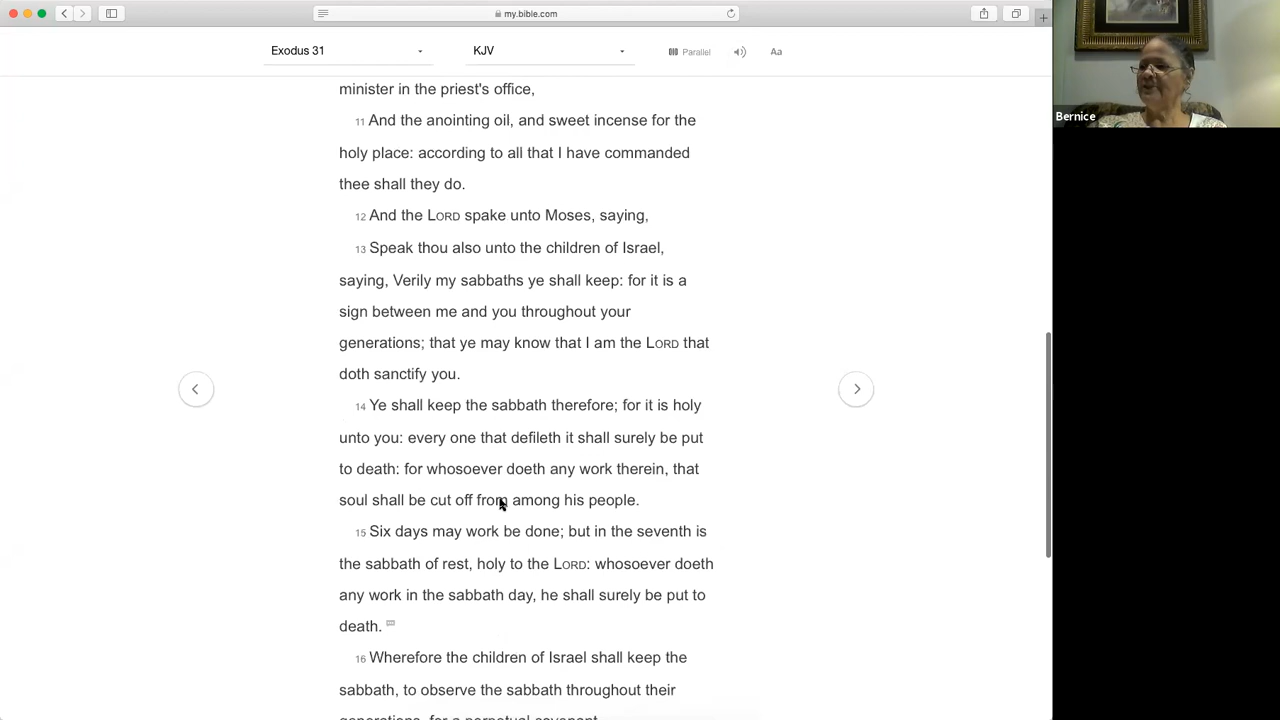 my.bible.com
Exodus 31
KJV
Parallel
Aa
Bernice
minister in the priest's office,
11 And the anointing oil, and sweet incense for the
holy place: according to all that I have commanded
thee shall they do.
12 And the LORD spake unto Moses, saying,
13 Speak thou also unto the children of Israel,
saying, Verily my sabbaths ye shall keep: for it is a
sign between me and you throughout your
generations; that ye may know that I am the LORD that
doth sanctify you.
14 Ye shall keep the sabbath therefore; for it is holy
unto you: every one that defileth it shall surely be put
to death: for whosoever doeth any work therein, that
soul shall be cut off from among his people.
15 Six days may work be done; but in the seventh is
the sabbath of rest, holy to the LORD: whosoever doeth
any work in the sabbath day, he shall surely be put to
death.
16 Wherefore the children of Israel shall keep the
sabbath, to observe the sabbath throughout their
generations, for a perpetual covenant.